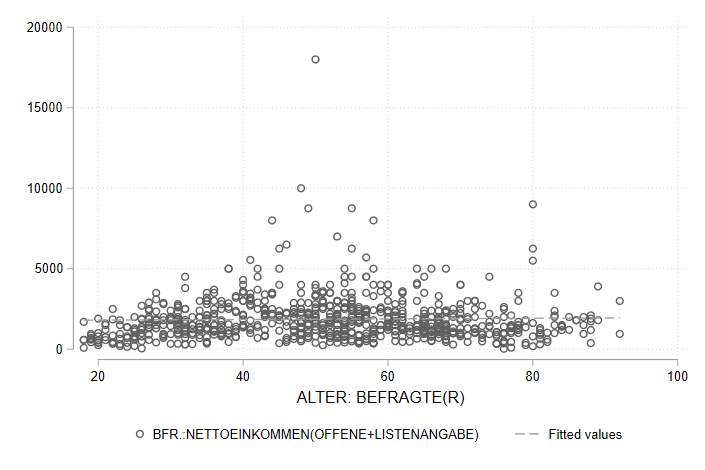 20000
15000
10000
5000
0
20 40 60 80 100
ALTER: BEFRAGTE(R)
BFR.:NETTOEINKOMMEN(OFFENE+LISTENANGABE) Fitted values